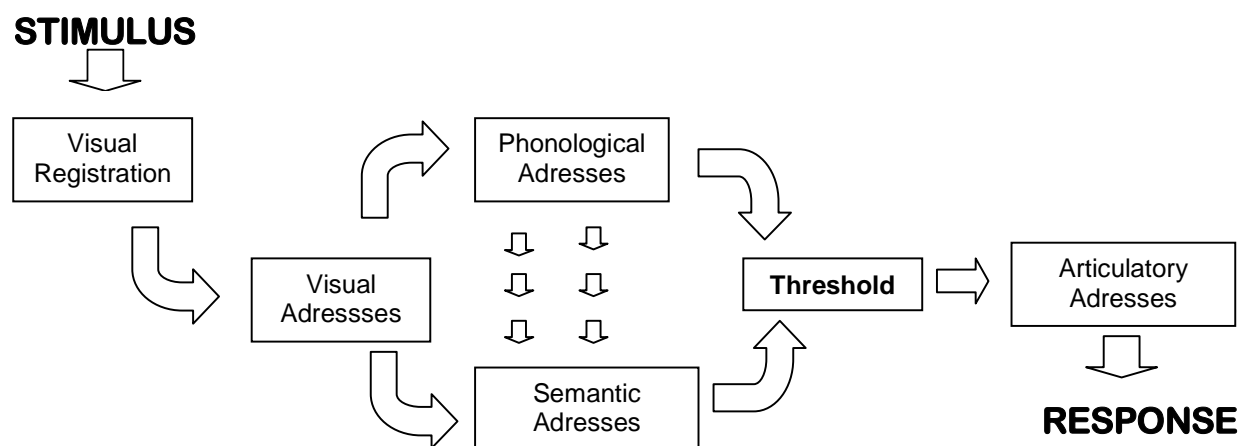 STIMULUS
Visual
Registration
Phonological
Adresses
Visual
Adressses
Threshold
Articulatory
Adresses
Semantic
Adresses
RESPONSE